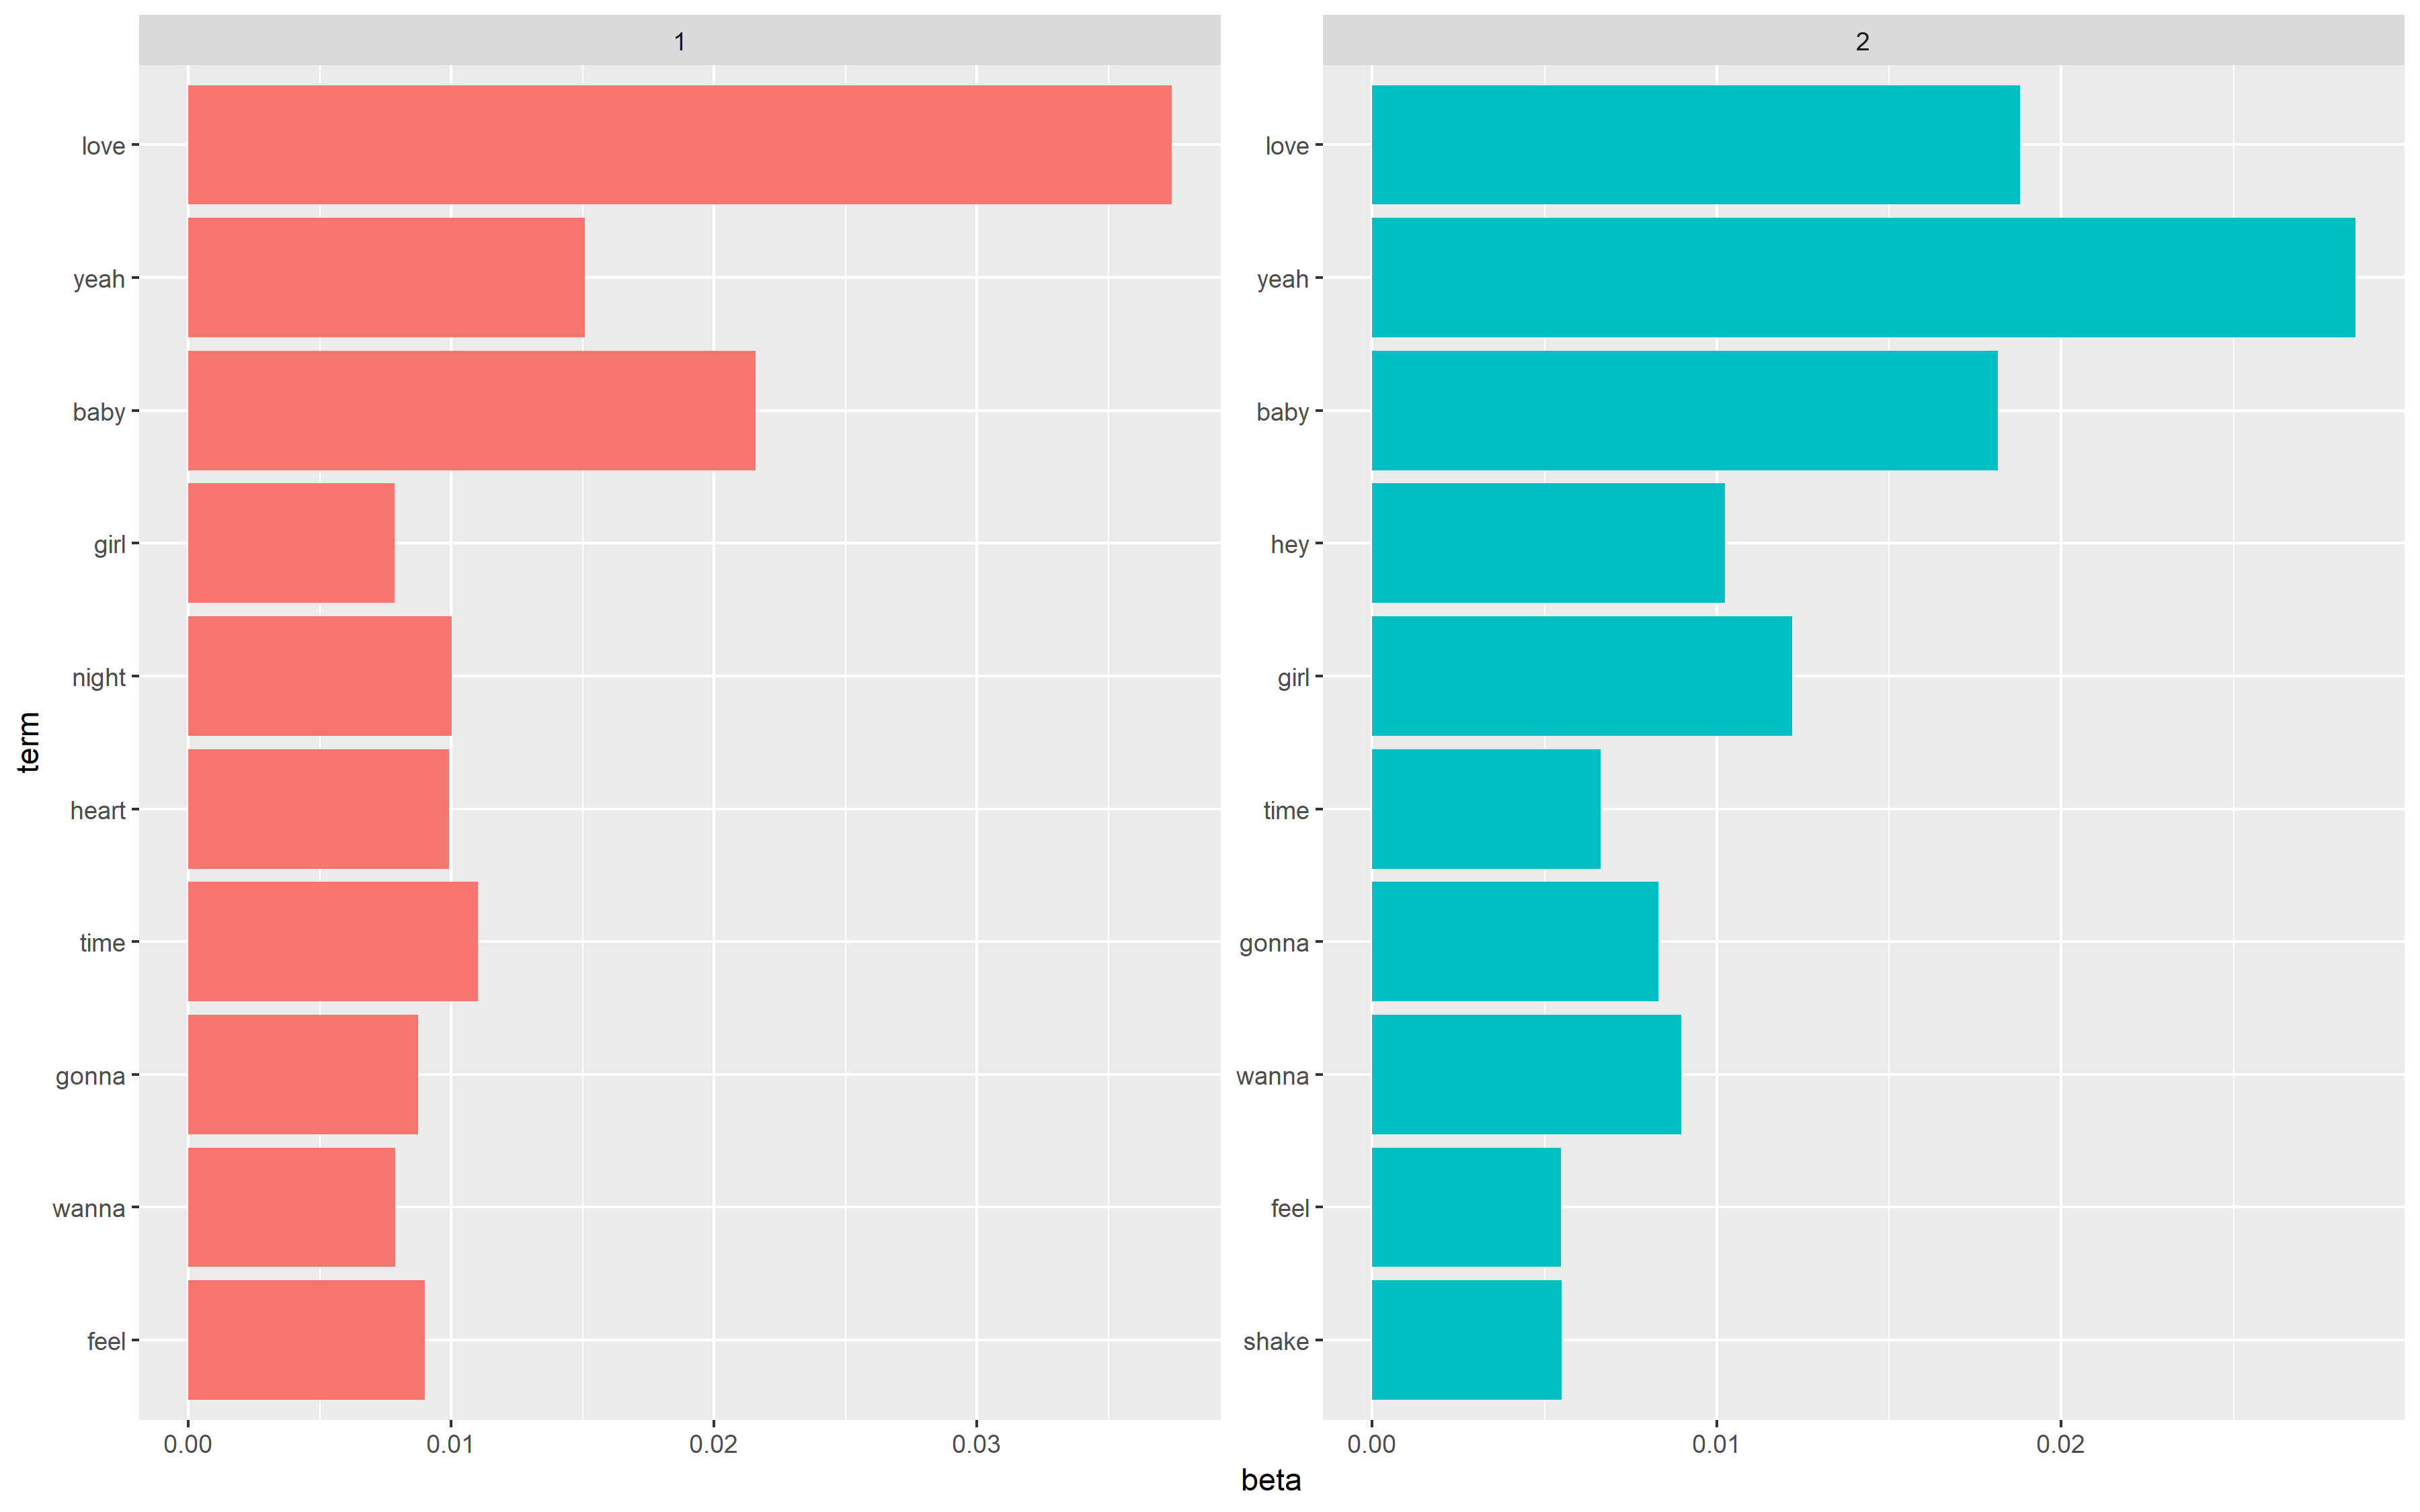 1
love
yeah
baby
girl
night
heart
time
gonna
wanna
feel
0.00 0.01 0.02 0.03
2
love
yeah
baby
hey
girl
time
gonna
wanna
feel
shake
0.00 0.01 0.02
term
beta